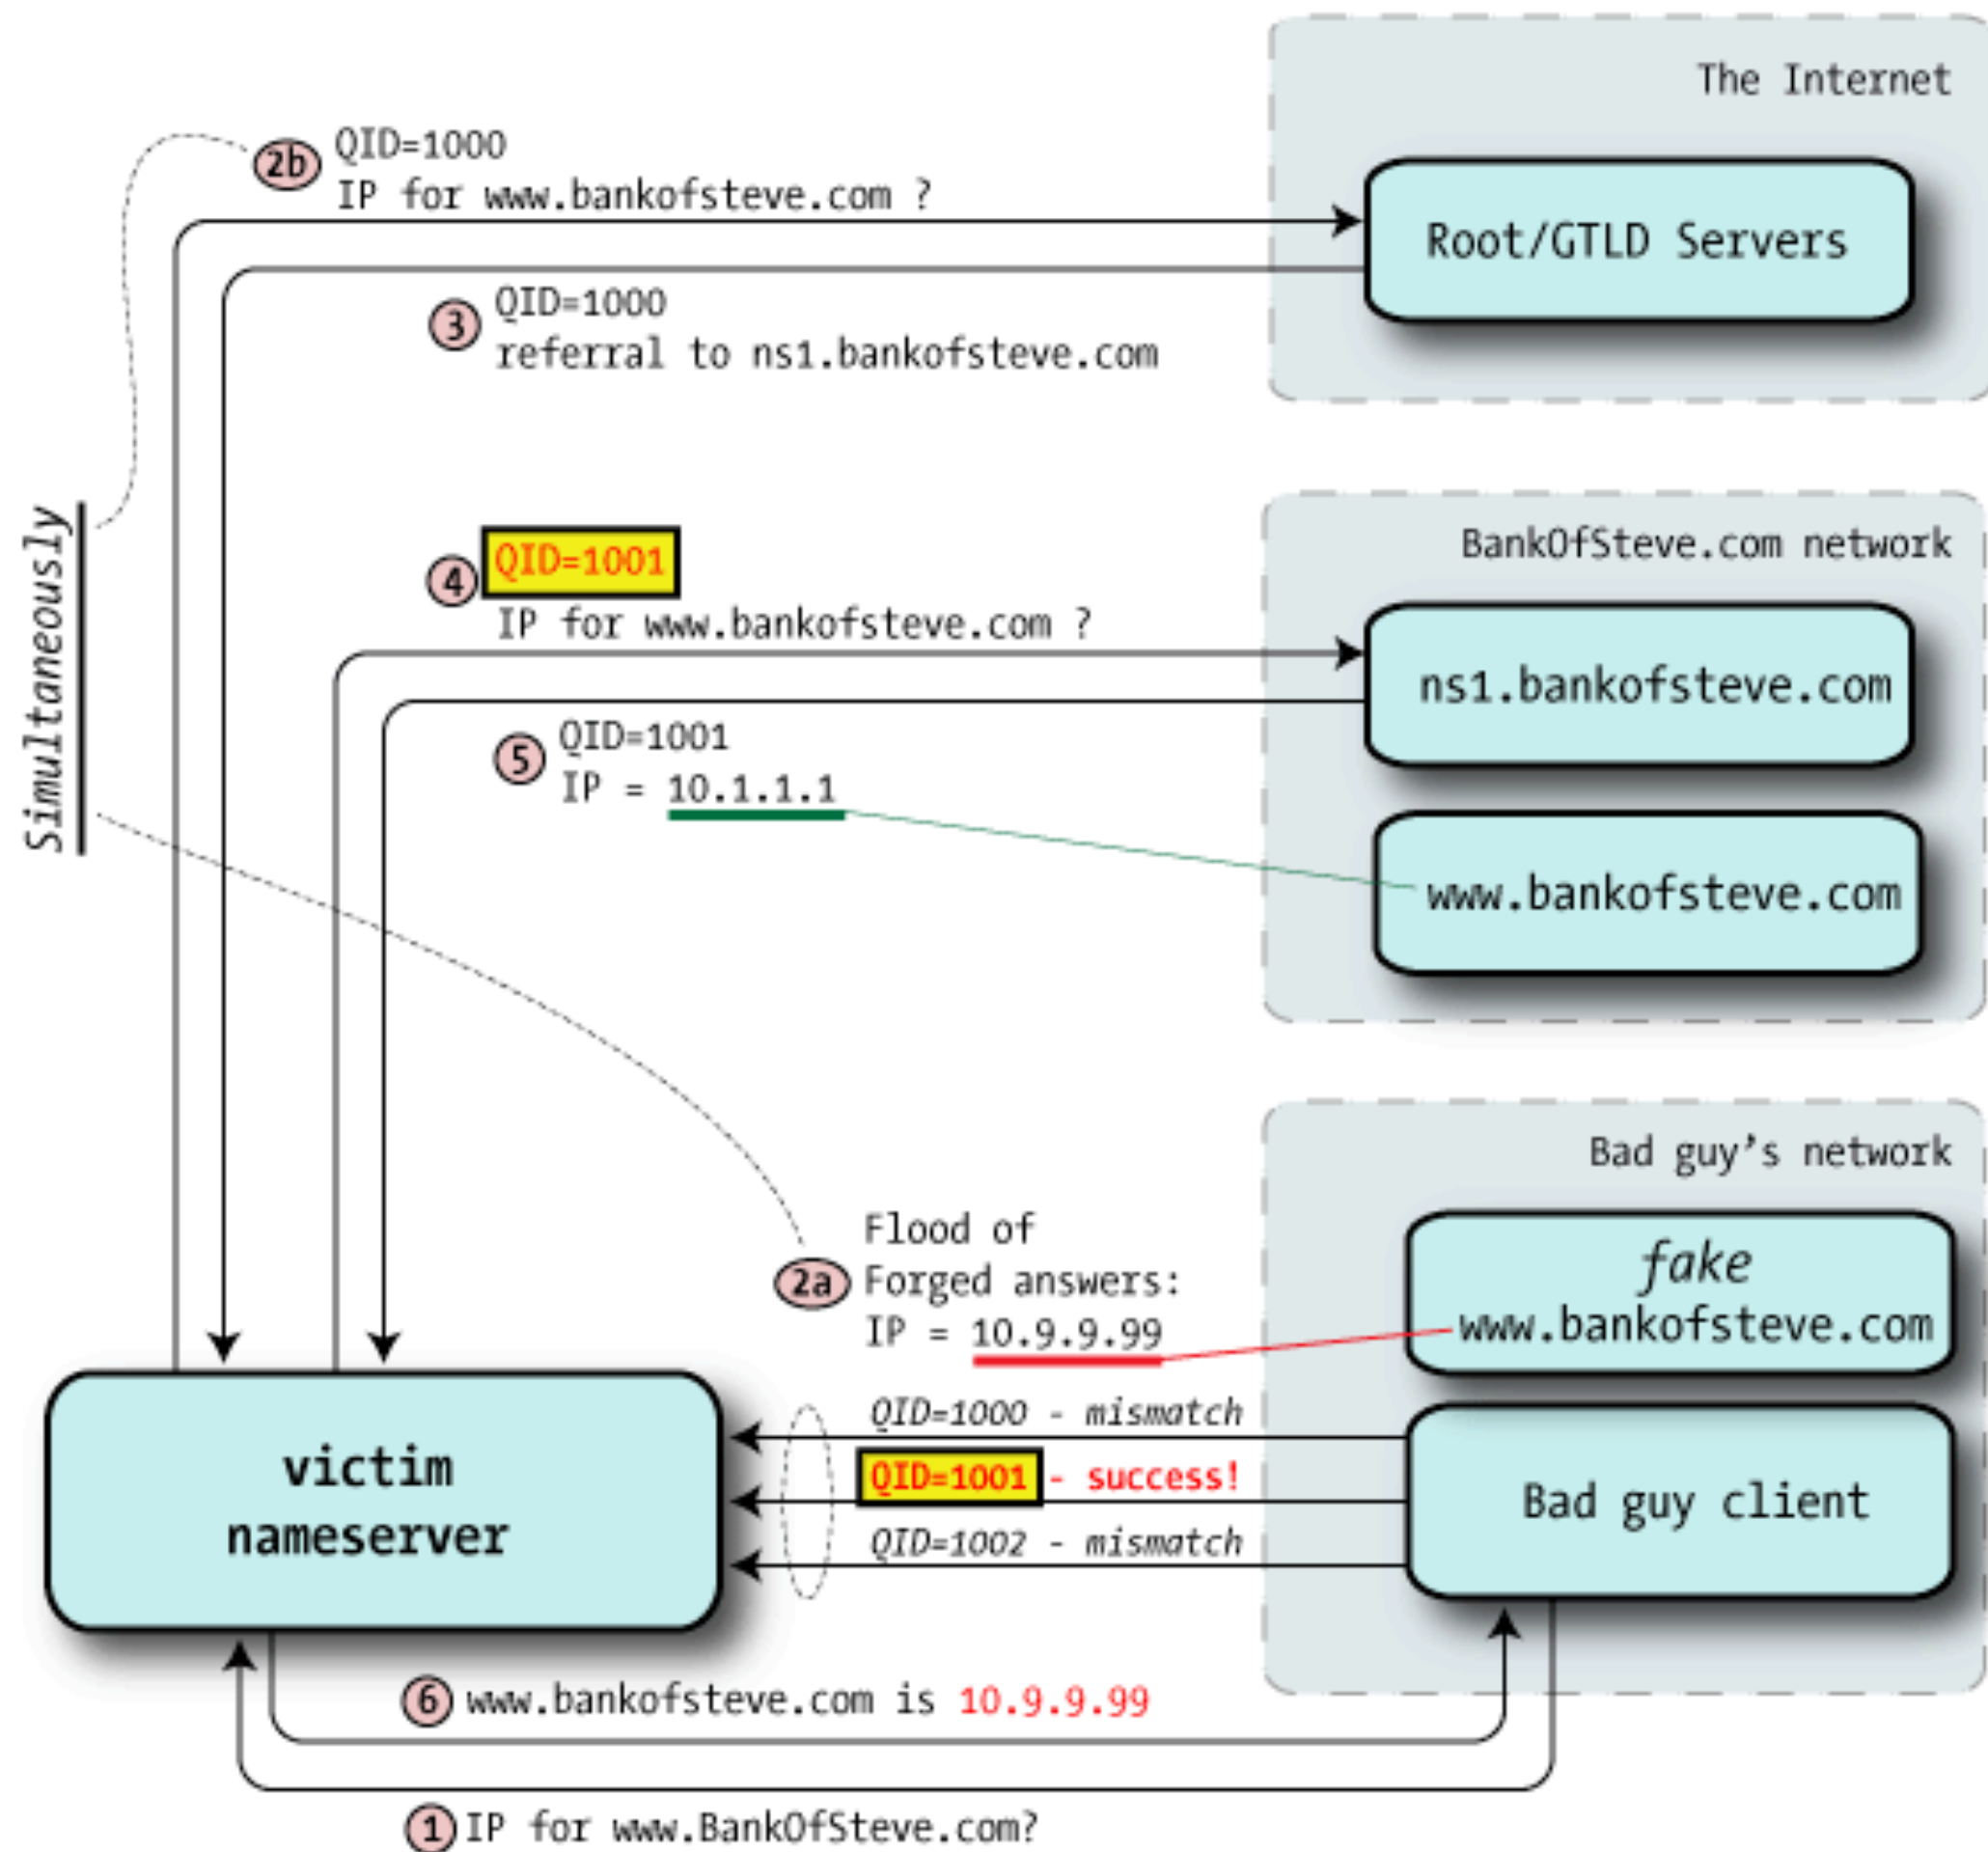 The Internet
2b
QID=1000
IP for www.bankofsteve.com ?
Root/GTLD Servers
3
QID=1000
referral to ns1.bankofsteve.com
Simultaneously
BankOfSteve.com network
4
QID=1001
IP for www.bankofsteve.com ?
ns1.bankofsteve.com
5
QID=1001
IP = 10.1.1.1
www.bankofsteve.com
Bad guy’s network
2a
Flood of
Forged answers:
IP = 10.9.9.99
fake
www.bankofsteve.com
QID=1000 - mismatch
QID=1001 - success!
QID=1002 - mismatch
Bad guy client
victim
nameserver
6 www.bankofsteve.com is 10.9.9.99
1 IP for www.BankOfSteve.com?